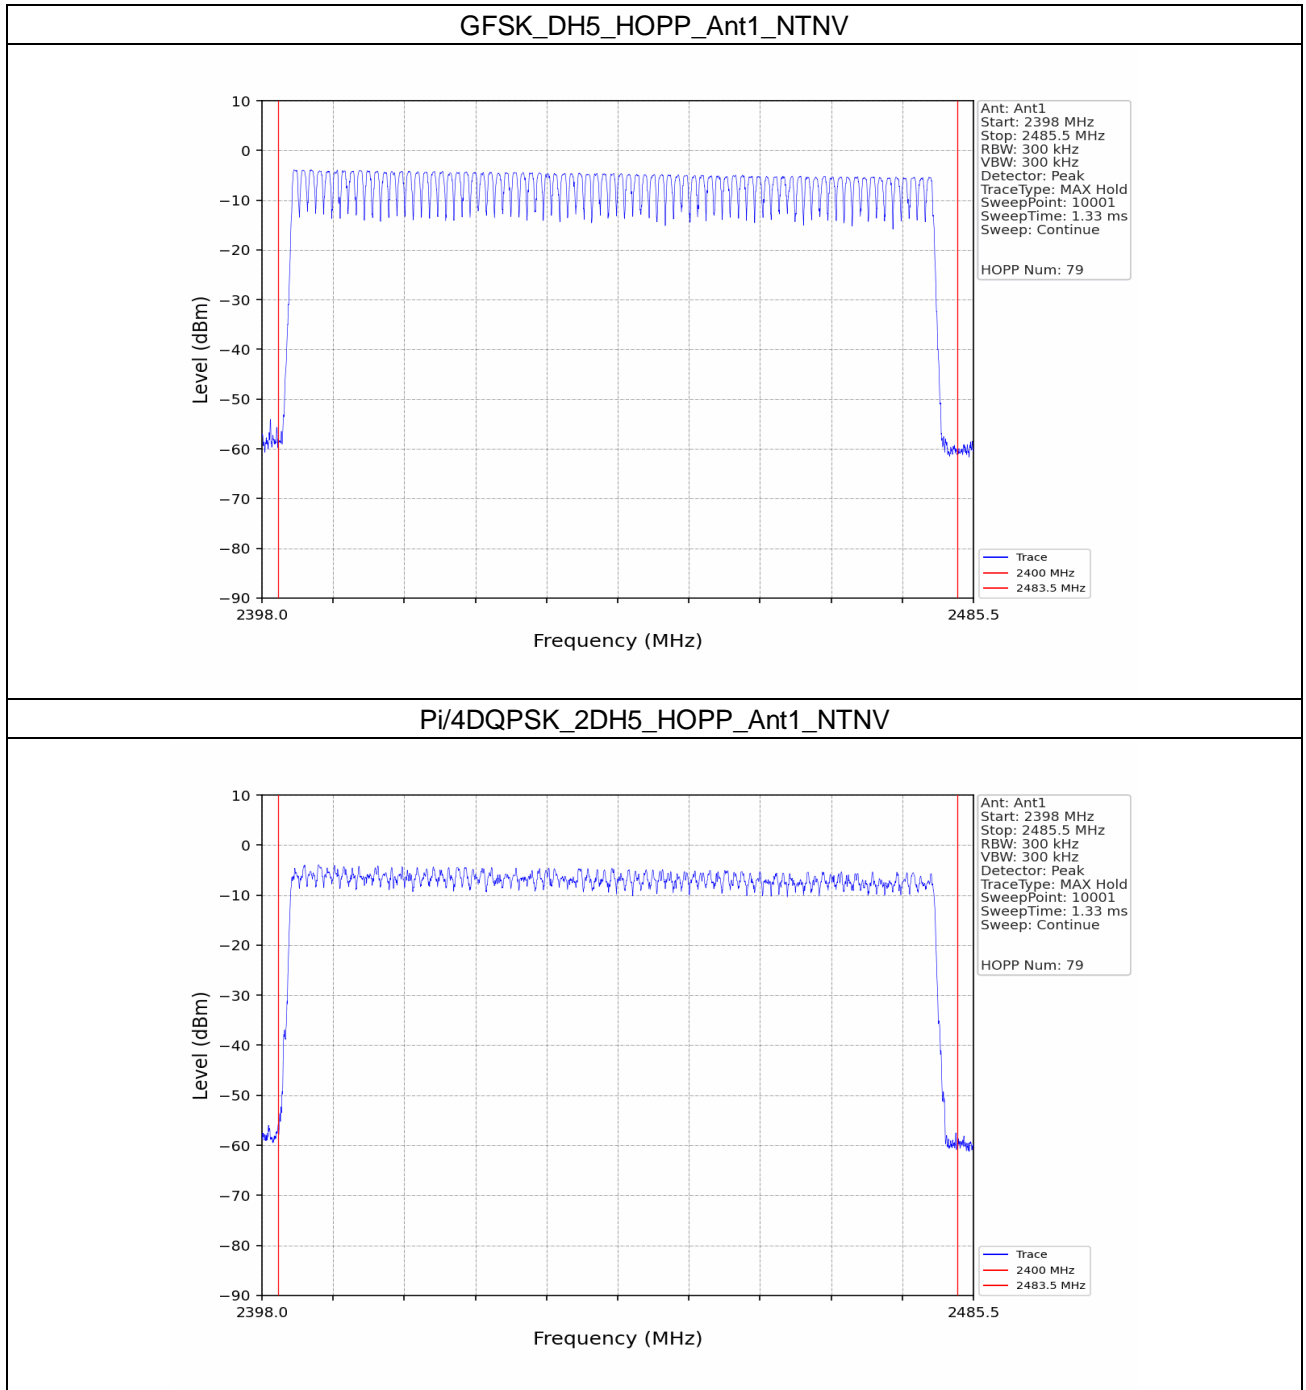 GFSK_DH5_HOPP_Ant1_NTNV
10
0
−10
−20
−30
−40
−50
−60
−70
−80
−90
Level (dBm)
2398.0
2485.5
Frequency (MHz)
Ant: Ant1
Start: 2398 MHz
Stop: 2485.5 MHz
RBW: 300 kHz
VBW: 300 kHz
Detector: Peak
TraceType: MAX Hold
SweepPoint: 10001
SweepTime: 1.33 ms
Sweep: Continue
HOPP Num: 79
Trace
2400 MHz
2483.5 MHz
Pi/4DQPSK_2DH5_HOPP_Ant1_NTNV
10
0
−10
−20
−30
−40
−50
−60
−70
−80
−90
Level (dBm)
2398.0
2485.5
Frequency (MHz)
Ant: Ant1
Start: 2398 MHz
Stop: 2485.5 MHz
RBW: 300 kHz
VBW: 300 kHz
Detector: Peak
TraceType: MAX Hold
SweepPoint: 10001
SweepTime: 1.33 ms
Sweep: Continue
HOPP Num: 79
Trace
2400 MHz
2483.5 MHz